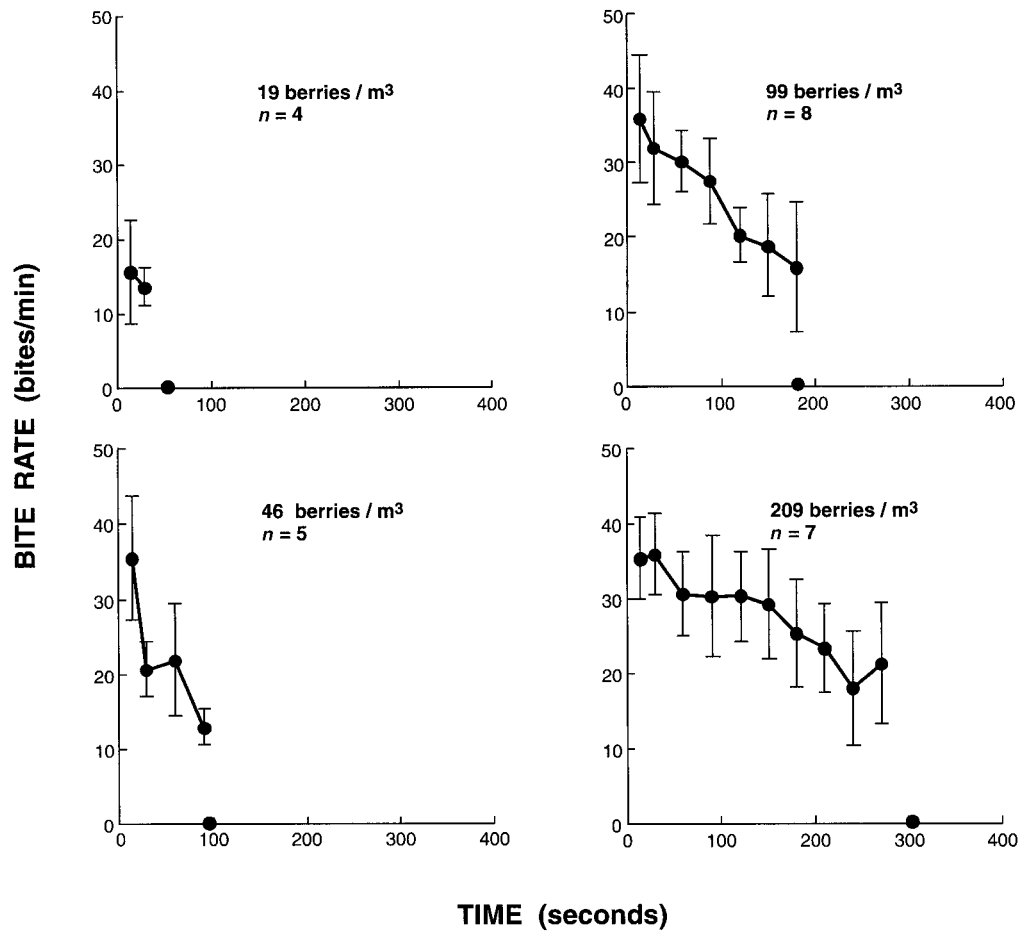 BITE RATE (bites/min)
50
40
30
20
10
0
19 berries / m³
n = 4
0 100 200 300 400
50
40
30
20
10
0
99 berries / m³
n = 8
0 100 200 300 400
50
40
30
20
10
0
46 berries / m³
n = 5
0 100 200 300 400
50
40
30
20
10
0
209 berries / m³
n = 7
0 100 200 300 400
TIME (seconds)